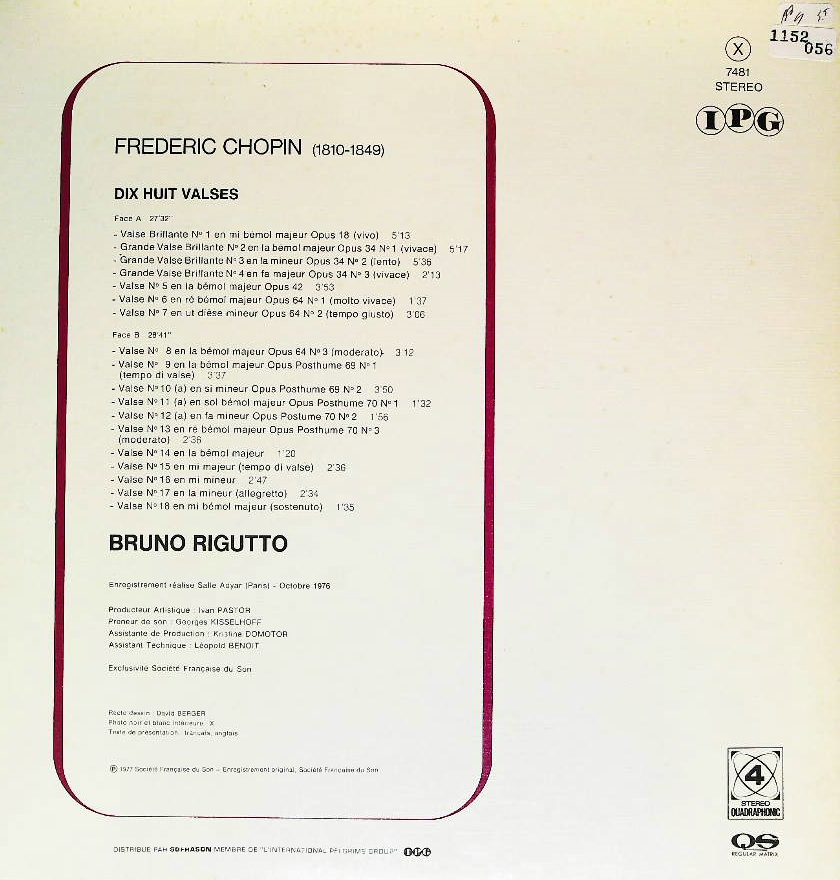 1152
056
X
7481
STEREO
IPG
FREDERIC CHOPIN (1810-1849)
DIX HUIT VALSES
Face A 27'32"
- Valse Brillante Nº 1 en mi bémol majeur Opus 18 (vivo) 5'13
- Grande Valse Brillante Nº 2 en la bémol majeur Opus 34 Nº 1 (vivace) 5'17
- Grande Valse Brillante Nº 3 en la mineur Opus 34 Nº 2 (lento) 5'36
- Grande Valse Brillante Nº 4 en fa majeur Opus 34 Nº 3 (vivace) 2'13
- Valse Nº 5 en la bémol majeur Opus 42 3'53
- Valse Nº 6 en ré bémol majeur Opus 64 Nº 1 (molto vivace) 1'37
- Valse Nº 7 en ut dièse mineur Opus 64 Nº 2 (tempo giusto) 3'06
Face B 28'41"
- Valse Nº 8 en la bémol majeur Opus 64 Nº 3 (moderato) 3'12
- Valse Nº 9 en la bémol majeur Opus Posthume 69 Nº 1
(tempo di valse) 3'37
- Valse Nº 10 (a) en si mineur Opus Posthume 69 Nº 2 3'50
- Valse Nº 11 (a) en sol bémol majeur Opus Posthume 70 Nº 1 1'32
- Valse Nº 12 (a) en fa mineur Opus Postume 70 Nº 2 1'56
- Valse Nº 13 en ré bémol majeur Opus Posthume 70 Nº 3
(moderato) 2'36
- Valse Nº 14 en la bémol majeur 1'20
- Valse Nº 15 en mi majeur (tempo di valse) 2'36
- Valse Nº 16 en mi mineur 2'47
- Valse Nº 17 en la mineur (allegretto) 2'34
- Valse Nº 18 en mi bémol majeur (sostenuto) 1'35
BRUNO RIGUTTO
Enregistrement réalise Salle Adyar (Paris) - Octobre 1976
Producteur Artistique : Ivan PASTOR
Preneur de son : Georges KISSELHOFF
Assistante de Production : Kristine DOMOTOR
Assistant Technique : Léopold BENOIT
Exclusivité Société Française du Son
Recto dessin : David BERGER
Photo noir et blanc intérieure : X
Texte de présentation : français, anglais
℗ 1977 Société Française du Son – Enregistrement original, Société Française du Son
4
STEREO
QUADRAPHONIC
QS
REGULAR MATRIX
DISTRIBUE PAR SOFRASON MEMBRE DE "L'INTERNATIONAL PELGRIMS GROUP" IPG